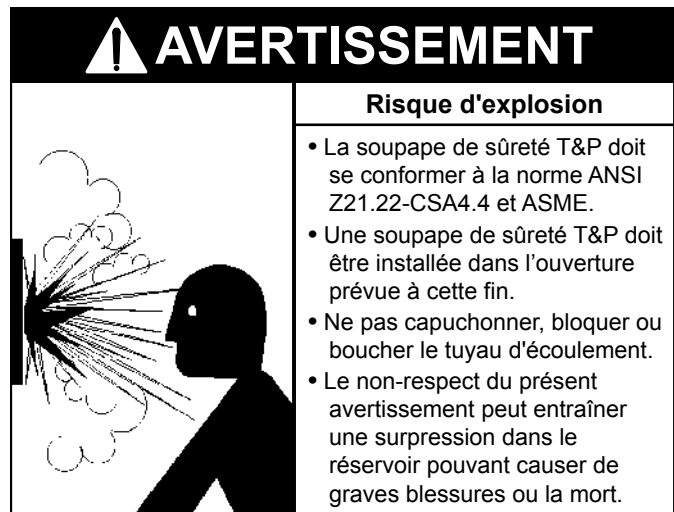 AVERTISSEMENT
Risque d'explosion
• La soupape de sûreté T&P doit
se conformer à la norme ANSI
Z21.22-CSA4.4 et ASME.
• Une soupape de sûreté T&P doit
être installée dans l’ouverture
prévue à cette fin.
• Ne pas capuchonner, bloquer ou
boucher le tuyau d'écoulement.
• Le non-respect du présent
avertissement peut entraîner
une surpression dans le
réservoir pouvant causer de
graves blessures ou la mort.